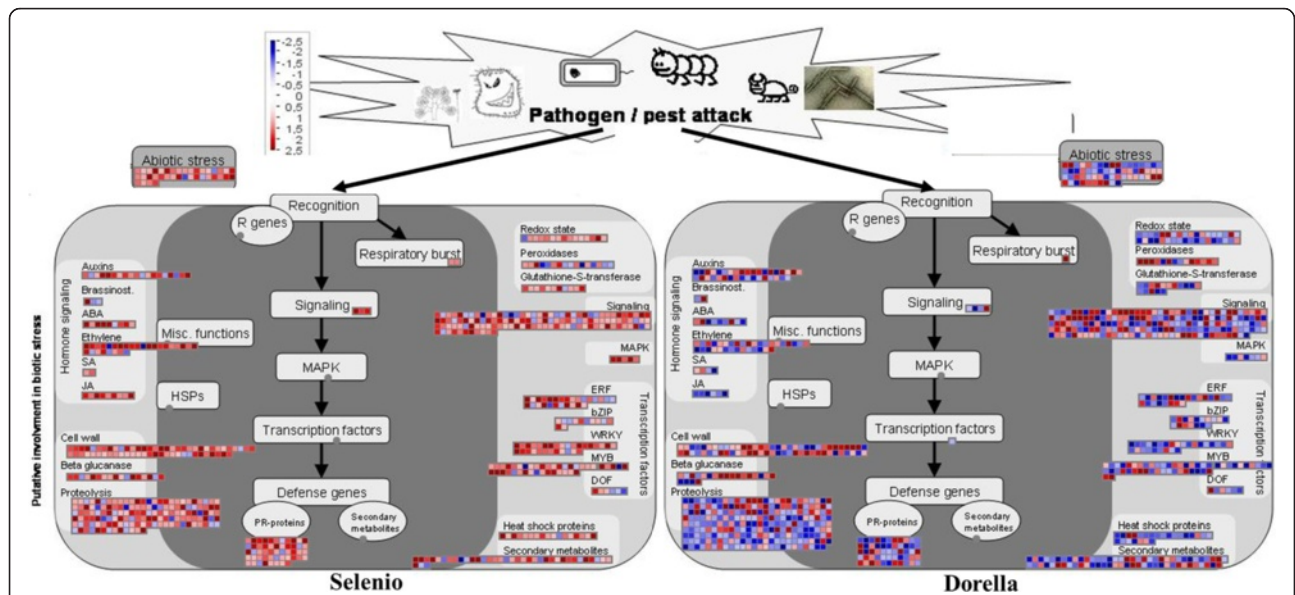 -2.5
-2
-1.5
-1
-0.5
0
0.5
1
1.5
2
2.5
Pathogen / pest attack
Putative involvment in biotic stress
Abiotic stress
Recognition
R genes
Respiratory burst
Redox state
Peroxidases
Glutathione-S-transferase
Hormone signaling
Auxins
Brassinost.
ABA
Ethylene
SA
JA
Signaling
Signaling
Misc. functions
MAPK
MAPK
HSPs
Transcription factors
ERF
bZIP
WRKY
MYB
DOF
Transcription factors
Cell wall
Beta glucanase
Proteolysis
Defense genes
PR-proteins
Secondary
metabolites
Heat shock proteins
Secondary metabolites
Selenio
Abiotic stress
Recognition
R genes
Respiratory burst
Redox state
Peroxidases
Glutathione-S-transferase
Hormone signaling
Auxins
Brassinost.
ABA
Ethylene
SA
JA
Signaling
Signaling
Misc. functions
MAPK
MAPK
HSPs
Transcription factors
ERF
bZIP
WRKY
MYB
DOF
Transcription factors
Cell wall
Beta glucanase
Proteolysis
Defense genes
PR-proteins
Secondary
metabolites
Heat shock proteins
Secondary metabolites
Dorella